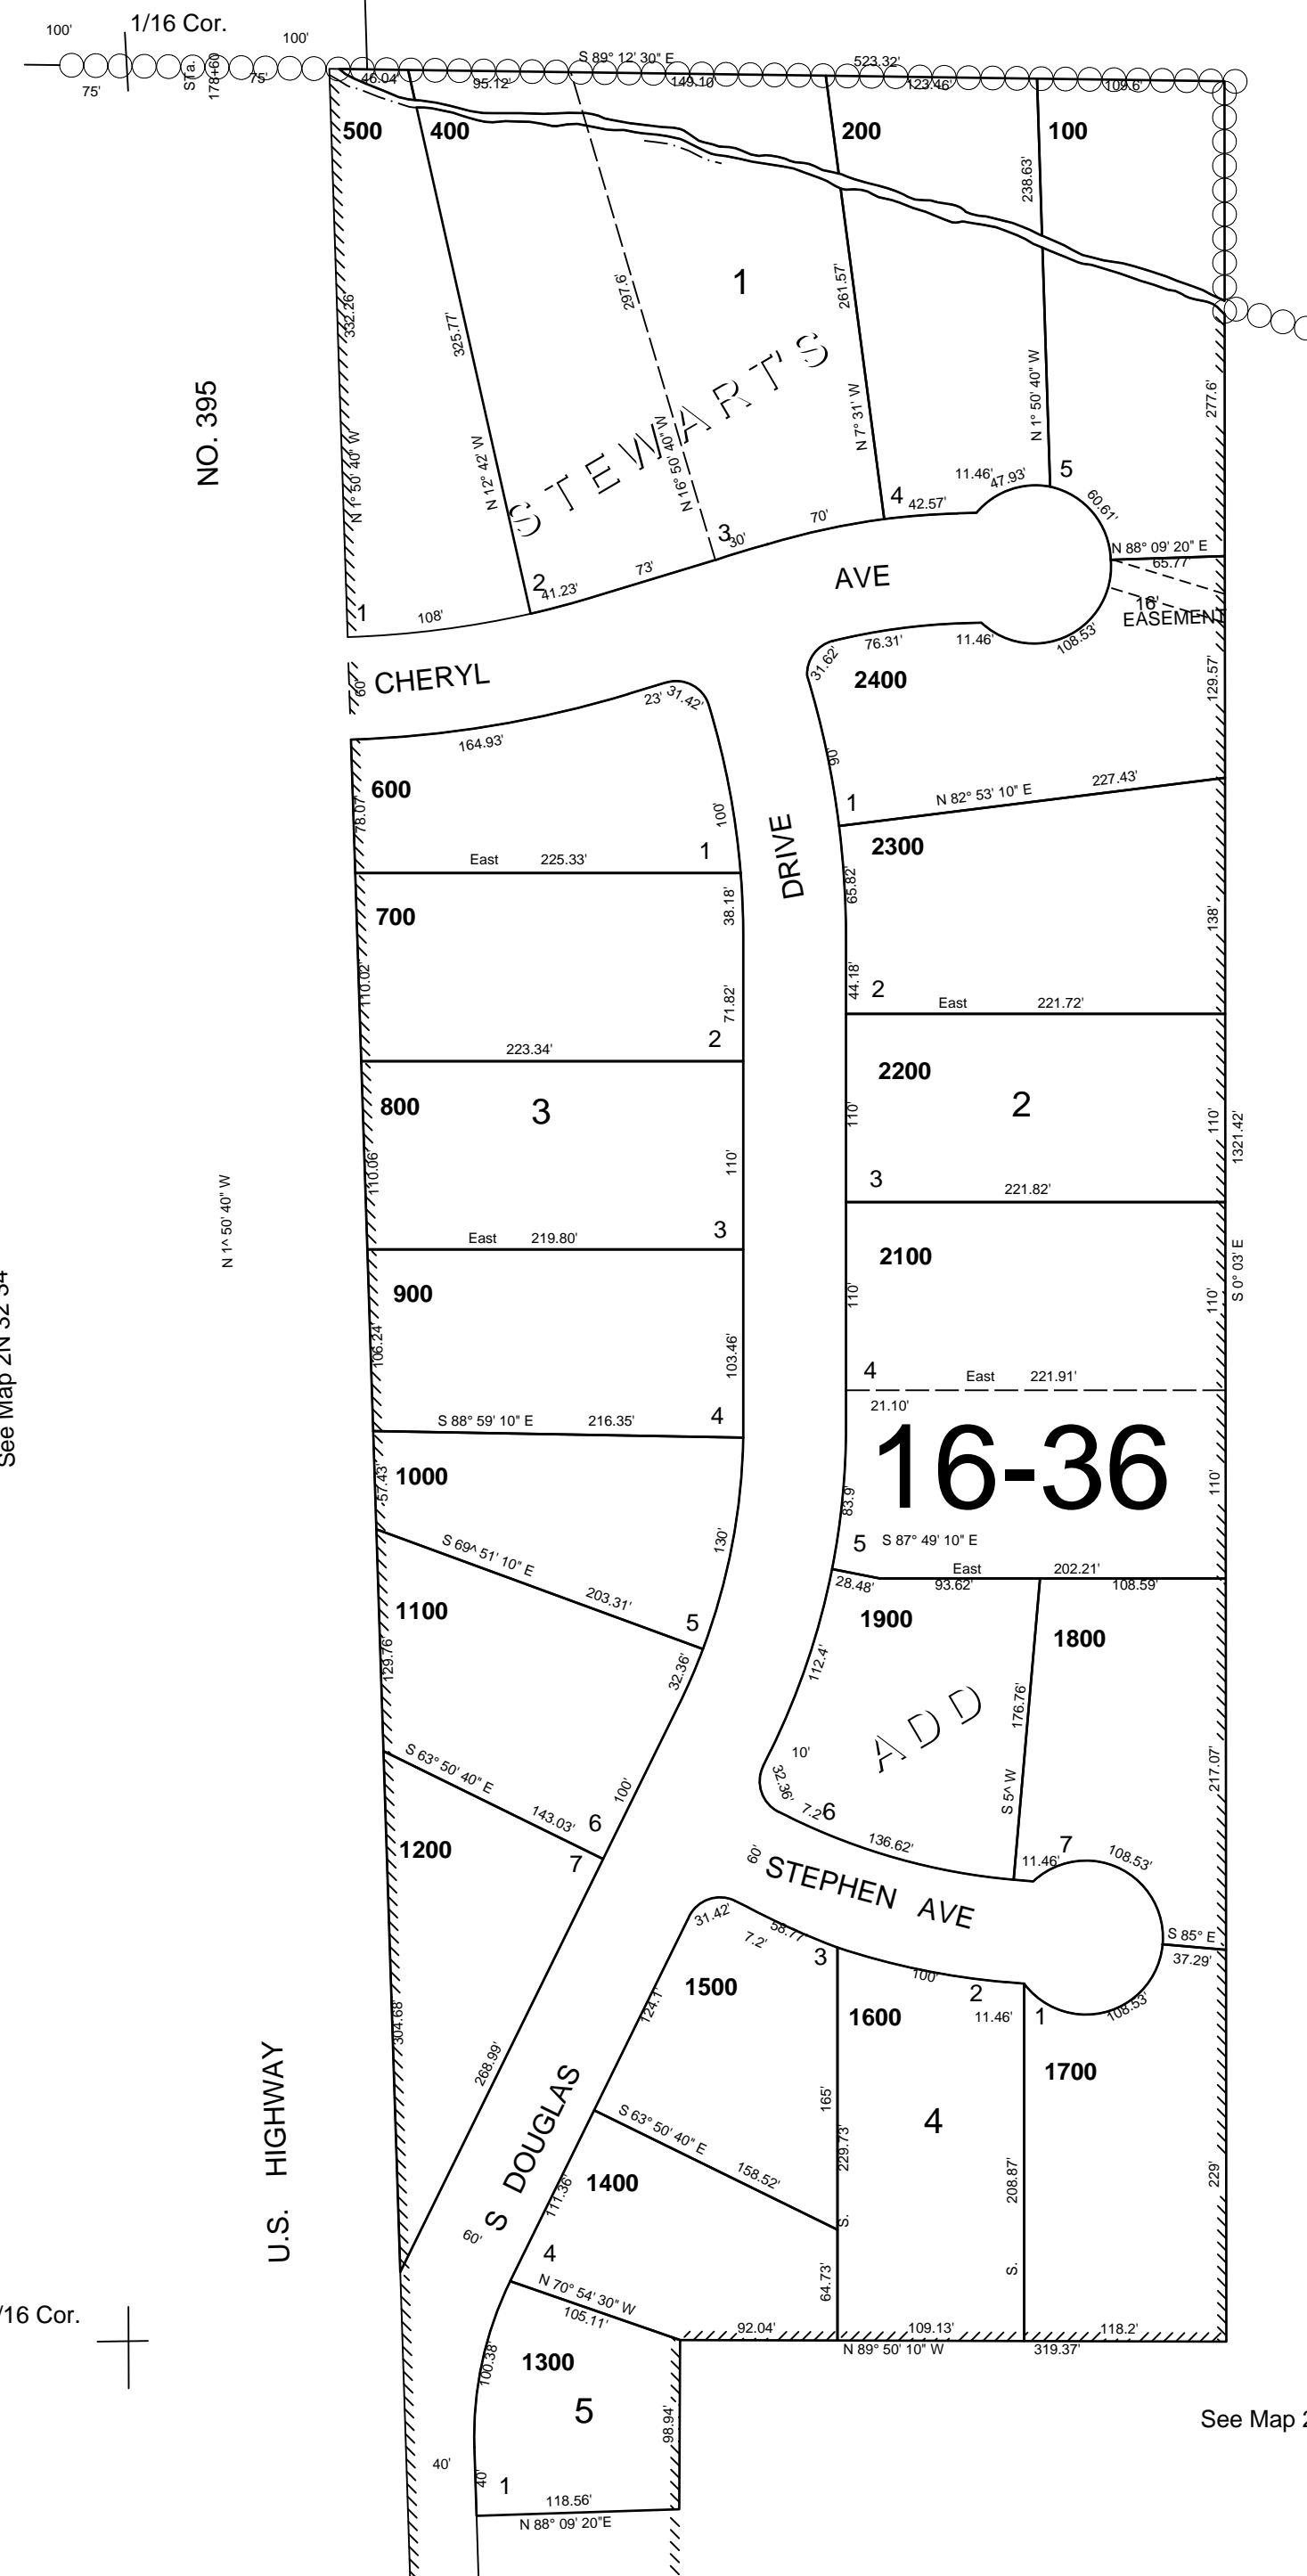 100' 1/16 Cor. 100'
75' STa. 178+60 75'
S 89° 12' 30" E 523.32'
46.04' 95.12' 149.10' 123.46' 109.6'
500 400 200 100
238.63'
1
332.26' 325.77' 297.6' 261.57'
STEWART'S
NO. 395
N 1° 50' 40" W N 12° 42' W N 16° 50' 40" W N 7° 31' W N 1° 50' 40" W 277.6'
1 108' 2 41.23' 73' 3 30' 70' 4 42.57' 11.46' 47.93' 5 60.61'
N 88° 09' 20" E
65.77'
16'
EASEMENT
CHERYL AVE
60'
164.93' 23' 31.42' 31.62' 76.31' 11.46' 108.53'
2400
129.57'
90'
600
78.07' 100' 1
East 225.33'
1 N 82° 53' 10" E 227.43'
DRIVE
2300
65.82'
138'
44.18' 2
East 221.72'
700
38.18'
110.02' 71.82'
223.34' 2
800 3
110.06' 110'
East 219.80' 3
2200 2
110' 110'
3 221.82'
1321.42'
S 0° 03' E
N 1^ 50' 40" W
See Map 2N 32 34
900
106.24' 103.46'
S 88° 59' 10" E 216.35' 4
2100
110' 110'
4 East 221.91'
21.10'
16-36
83.9' 110'
5 S 87° 49' 10" E
East 202.21'
28.48' 93.62' 108.59'
1000
57.43' 130'
S 69^ 51' 10" E 203.31' 5
1100
129.76' 32.36'
S 63° 50' 40" E 143.03' 6
100'
7
1200
304.68' 268.99'
1900 1800
112.4' 176.76'
ADD
S 5^ W 217.07'
10' 32.36' 7.2' 6 136.62' 11.46' 7 108.53'
60' STEPHEN AVE
S 85° E
37.29'
31.42' 7.2' 58.77' 3 100' 2 11.46' 1 108.53'
1500 1600 1700
124.1' 4
165' 229.73' S. 208.87' S. 229'
U.S. HIGHWAY
S DOUGLAS
60'
S 63° 50' 40" E 158.52'
1400
111.36'
4 64.73'
N 70° 54' 30" W
105.11'
92.04' 109.13' 118.2'
N 89° 50' 10" W 319.37'
/16 Cor.
1300
100.38' 5 98.94'
40' 40' 1
118.56'
N 88° 09' 20"E
See Map 2